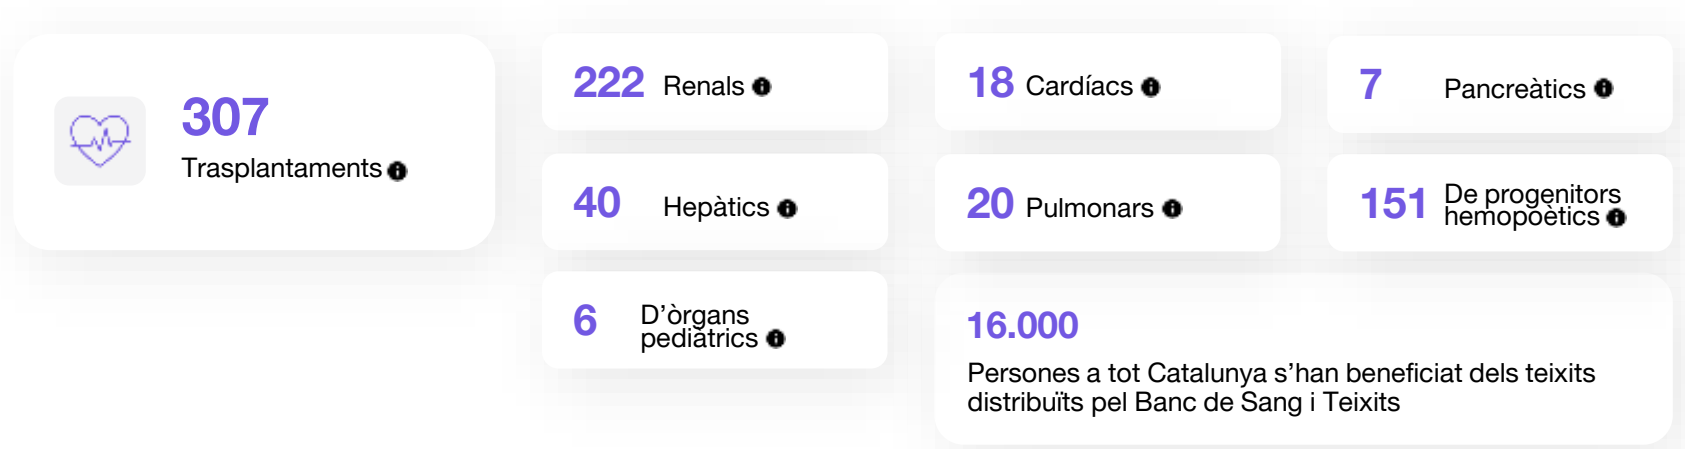 307
Trasplantaments
222 Renals
18 Cardíacs
7 Pancreàtics
40 Hepàtics
20 Pulmonars
151 De progenitors
hemopoètics
6 D’òrgans
pediàtrics
16.000
Persones a tot Catalunya s’han beneficiat dels teixits
distribuïts pel Banc de Sang i Teixits